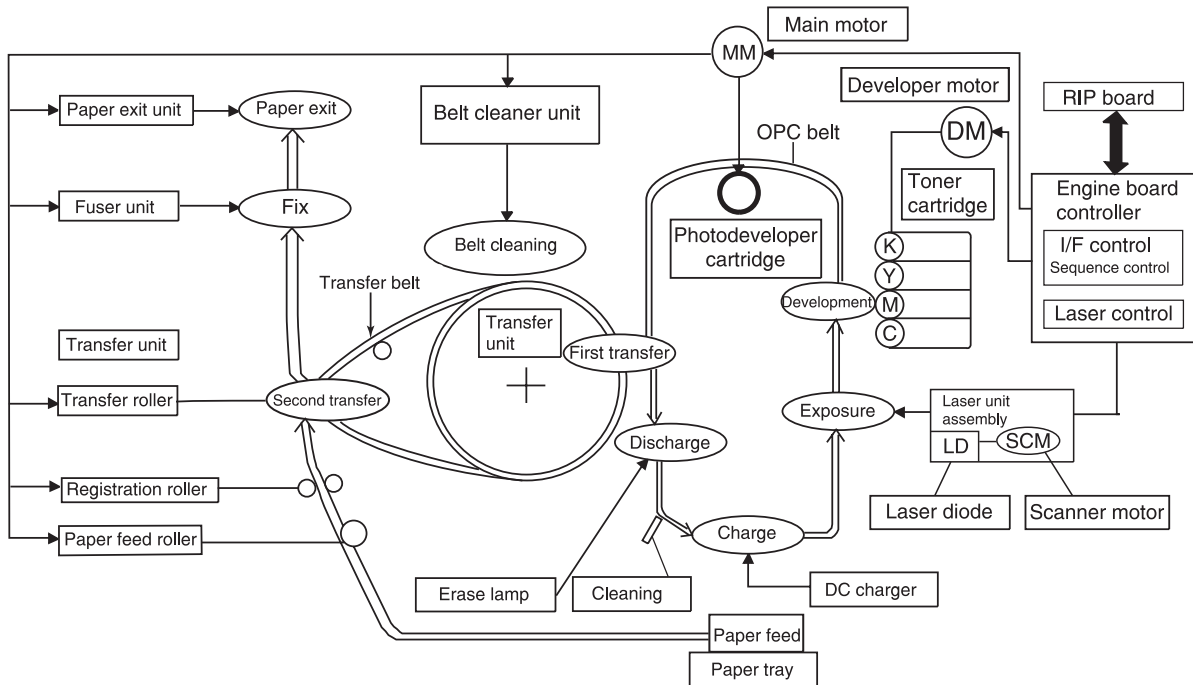 Main motor
MM
Developer motor
RIP board
Paper exit unit
Paper exit
Belt cleaner unit
OPC belt
DM
Toner
cartridge
Engine board
controller
Fuser unit
Fix
Belt cleaning
Photodeveloper
cartridge
K
Y
M
C
I/F control
Sequence control
Transfer belt
Development
Laser control
Transfer unit
Transfer
unit
First transfer
Transfer roller
Second transfer
Exposure
Laser unit
assembly
LD
SCM
Discharge
Registration roller
Laser diode
Scanner motor
Paper feed roller
Charge
Erase lamp
Cleaning
DC charger
Paper feed
Paper tray